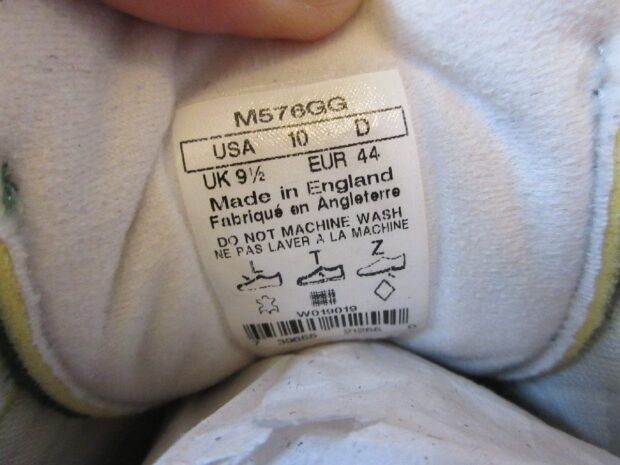 M576GG
USA 10 D
UK 9½ EUR 44
Made in England
Fabriqué en Angleterre
DO NOT MACHINE WASH
NE PAS LAVER A LA MACHINE
L T Z
W019019